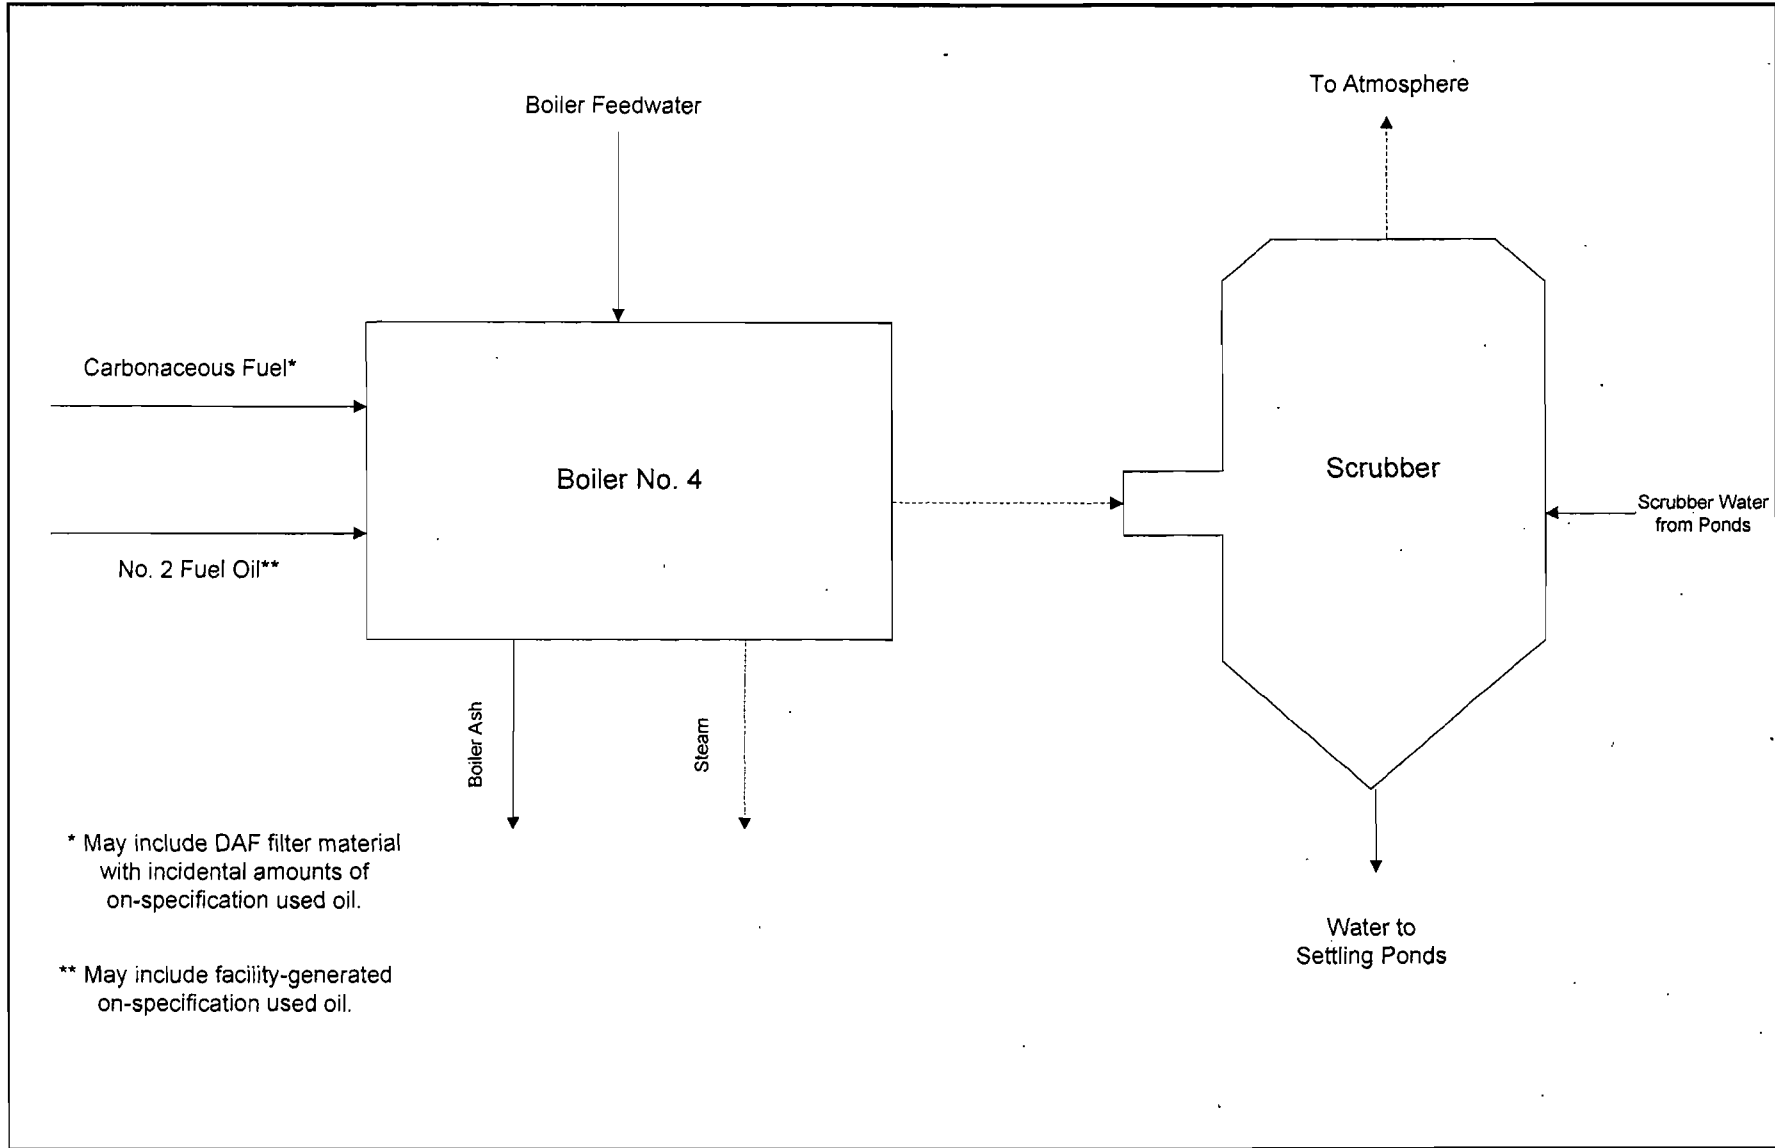 Boiler Feedwater
To Atmosphere
Carbonaceous Fuel*
No. 2 Fuel Oil**
Boiler No. 4
Scrubber
Scrubber Water
from Ponds
Boiler Ash
Steam
* May include DAF filter material
with incidental amounts of
on-specification used oil.
Water to
Settling Ponds
** May include facility-generated
on-specification used oil.